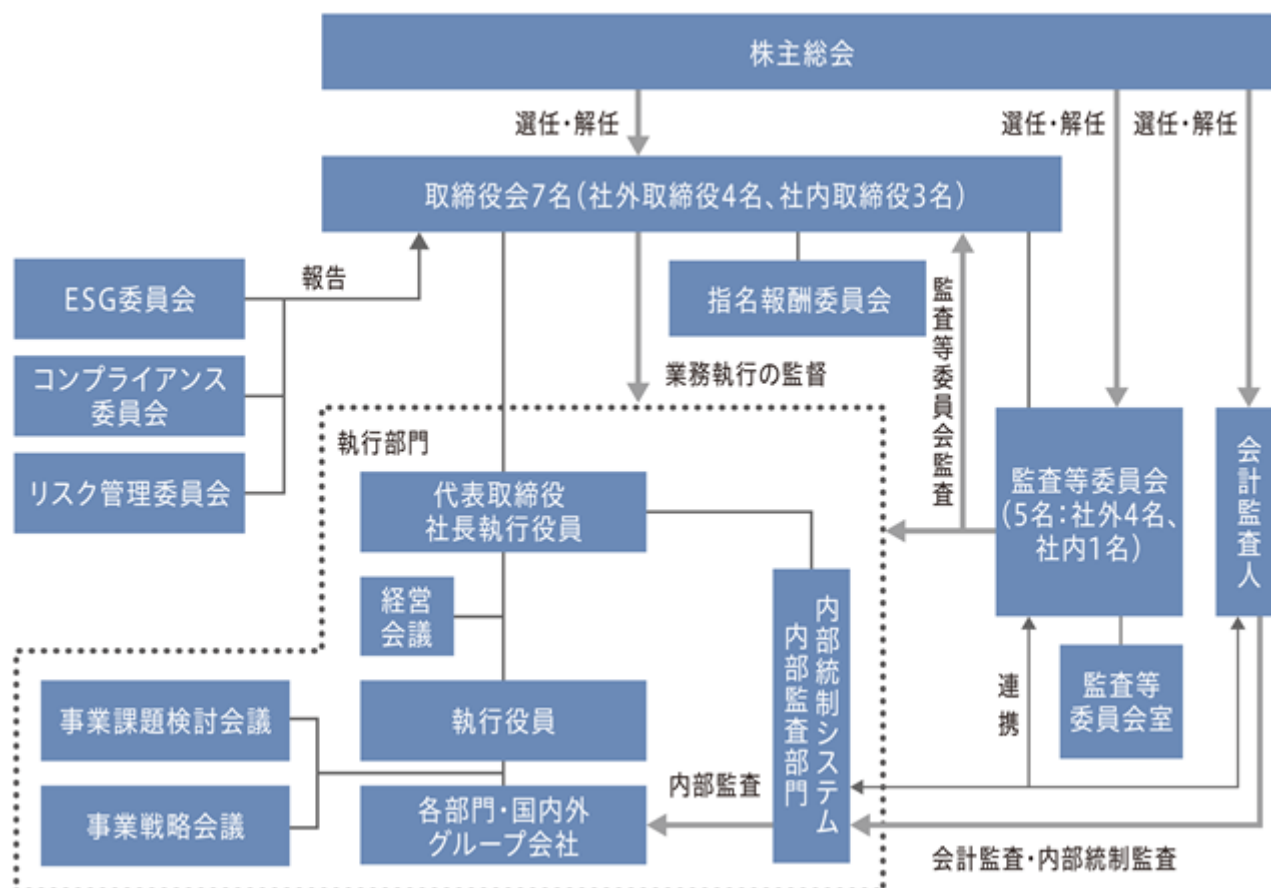 株主総会
選任・解任
選任・解任
選任・解任
取締役会7名(社外取締役4名、社内取締役3名)
ESG委員会
報告
指名報酬委員会
監査等委員会監査
コンプライアンス
委員会
業務執行の監督
リスク管理委員会
執行部門
代表取締役
社長執行役員
監査等委員会
(5名:社外4名、
社内1名)
会計監査人
経営
会議
内部統制システム
内部監査部門
連携
監査等
委員会室
事業課題検討会議
執行役員
内部監査
事業戦略会議
各部門・国内外
グループ会社
会計監査・内部統制監査